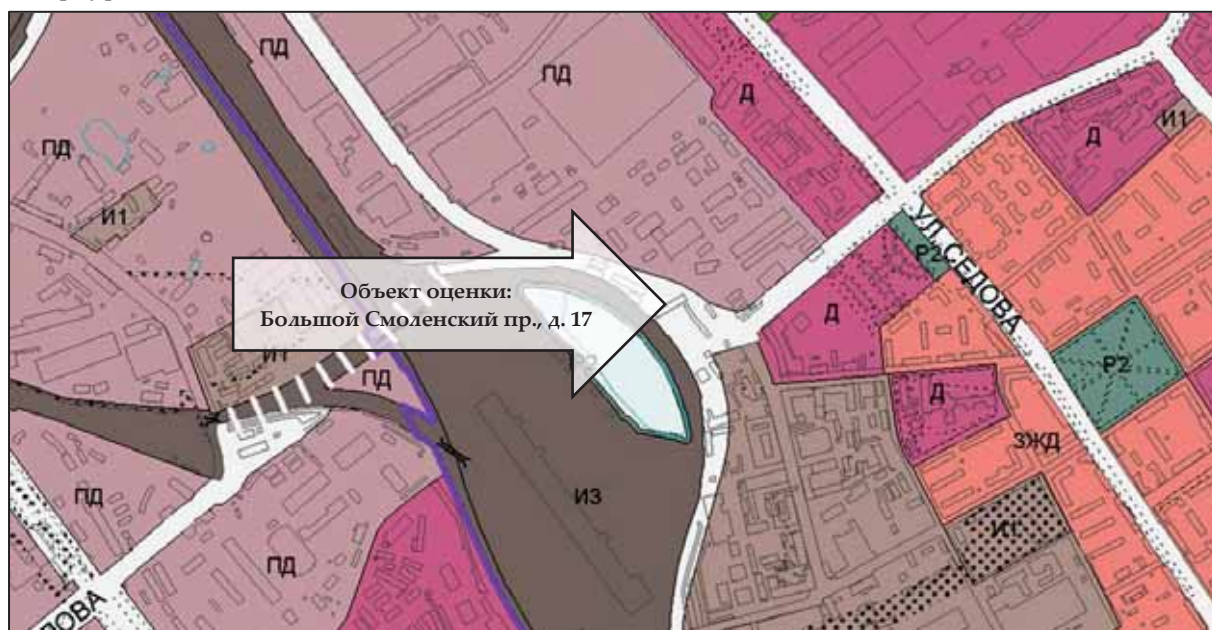 ПД
ПД
Д
Д
И1
ПД
И1
УЛ.СЕДОВА
Р2
Объект оценки:
Большой Смоленский пр., д. 17
И1
ПД
Д
Р2
Д
ЗЖД
ПД
И3
И1
ПД